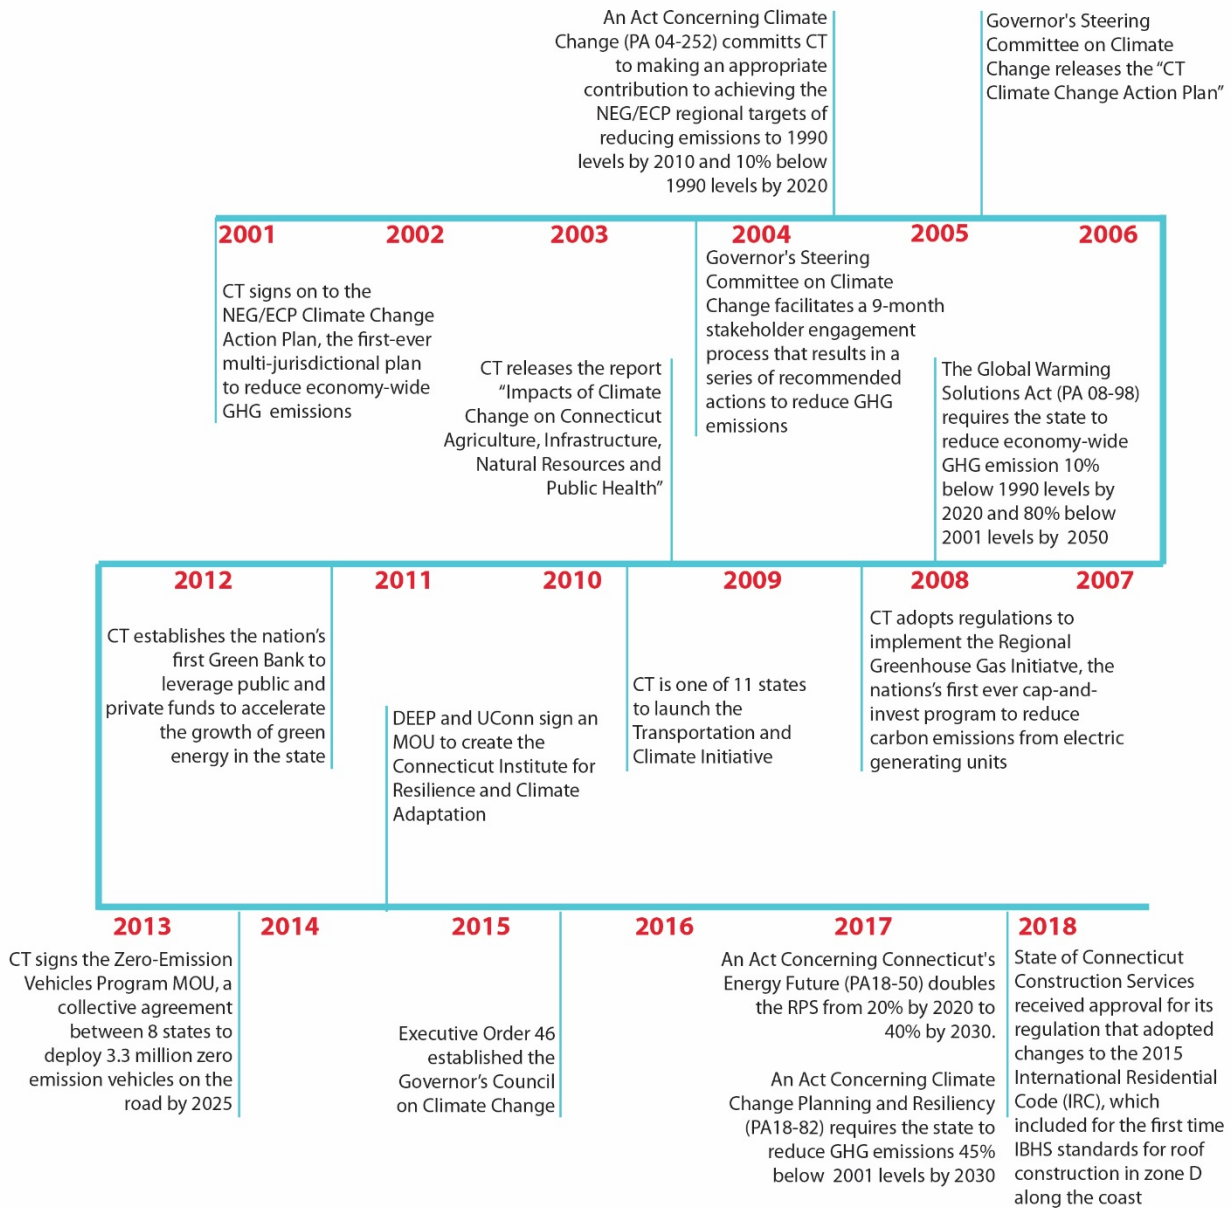 An Act Concerning Climate
Change (PA 04-252) committs CT
to making an appropriate
contribution to achieving the
NEG/ECP regional targets of
reducing emissions to 1990
levels by 2010 and 10% below
1990 levels by 2020
Governor's Steering
Committee on Climate
Change releases the “CT
Climate Change Action Plan”
2001 2002 2003 2004 2005 2006
CT signs on to the
NEG/ECP Climate Change
Action Plan, the first-ever
multi-jurisdictional plan
to reduce economy-wide
GHG emissions
CT releases the report
“Impacts of Climate
Change on Connecticut
Agriculture, Infrastructure,
Natural Resources and
Public Health”
Governor's Steering
Committee on Climate
Change facilitates a 9-month
stakeholder engagement
process that results in a
series of recommended
actions to reduce GHG
emissions
The Global Warming
Solutions Act (PA 08-98)
requires the state to
reduce economy-wide
GHG emission 10%
below 1990 levels by
2020 and 80% below
2001 levels by 2050
2012 2011 2010 2009 2008 2007
CT establishes the nation’s
first Green Bank to
leverage public and
private funds to accelerate
the growth of green
energy in the state
DEEP and UConn sign an
MOU to create the
Connecticut Institute for
Resilience and Climate
Adaptation
CT is one of 11 states
to launch the
Transportation and
Climate Initiative
CT adopts regulations to
implement the Regional
Greenhouse Gas Initiatve, the
nations’s first ever cap-and-
invest program to reduce
carbon emissions from electric
generating units
2013 2014 2015 2016 2017 2018
CT signs the Zero-Emission
Vehicles Program MOU, a
collective agreement
between 8 states to
deploy 3.3 million zero
emission vehicles on the
road by 2025
Executive Order 46
established the
Governor’s Council
on Climate Change
An Act Concerning Connecticut's
Energy Future (PA18-50) doubles
the RPS from 20% by 2020 to
40% by 2030.
An Act Concerning Climate
Change Planning and Resiliency
(PA18-82) requires the state to
reduce GHG emissions 45%
below 2001 levels by 2030
State of Connecticut
Construction Services
received approval for its
regulation that adopted
changes to the 2015
International Residential
Code (IRC), which
included for the first time
IBHS standards for roof
construction in zone D
along the coast